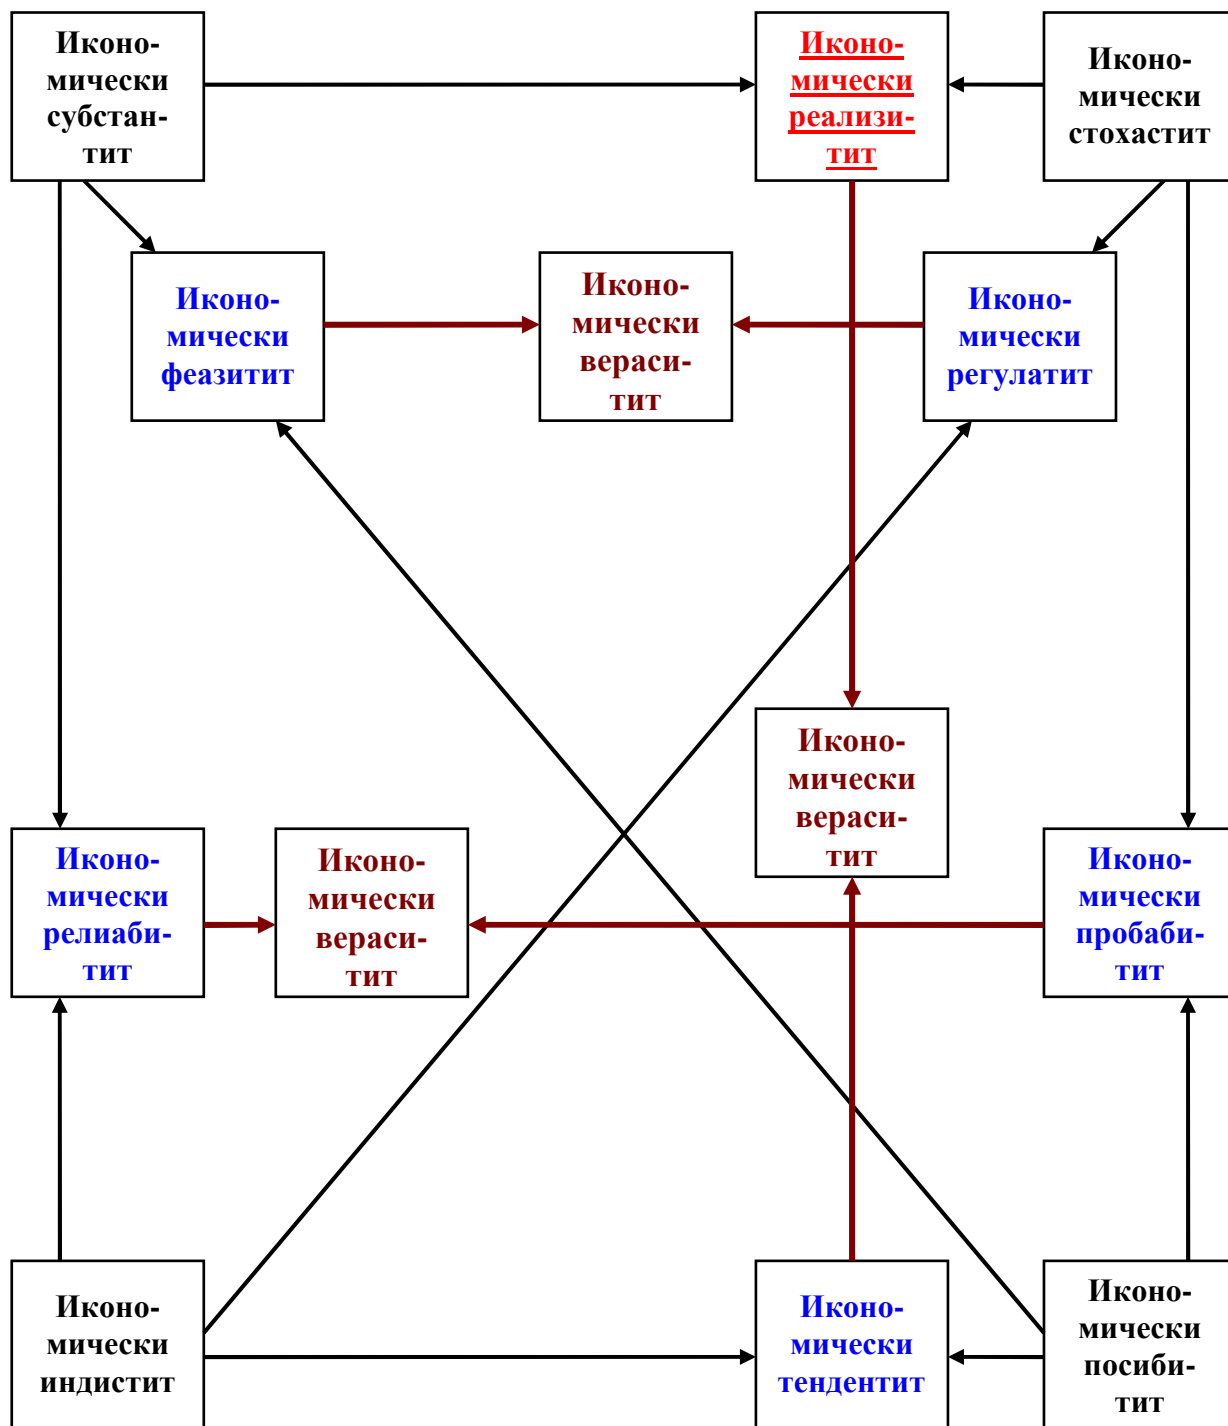 Иконо-
мически
субстан-
тит
Иконо-
мически
реализи-
тит
Иконо-
мически
стохастит
Иконо-
мически
феазитит
Иконо-
мически
вераси-
тит
Иконо-
мически
регулатит
Иконо-
мически
вераси-
тит
Иконо-
мически
релиаби-
тит
Иконо-
мически
вераси-
тит
Иконо-
мически
пробаби-
тит
Иконо-
мически
индистит
Иконо-
мически
тендентит
Иконо-
мически
посиби-
тит